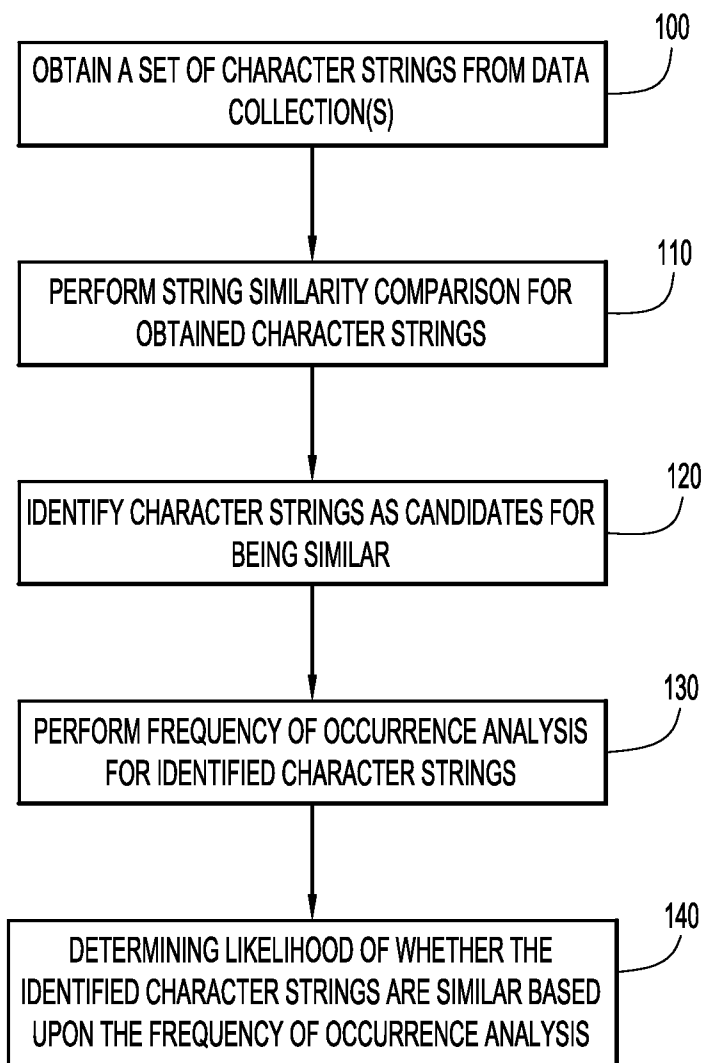 100
OBTAIN A SET OF CHARACTER STRINGS FROM DATA
COLLECTION(S)
110
PERFORM STRING SIMILARITY COMPARISON FOR
OBTAINED CHARACTER STRINGS
120
IDENTIFY CHARACTER STRINGS AS CANDIDATES FOR
BEING SIMILAR
130
PERFORM FREQUENCY OF OCCURRENCE ANALYSIS
FOR IDENTIFIED CHARACTER STRINGS
140
DETERMINING LIKELIHOOD OF WHETHER THE
IDENTIFIED CHARACTER STRINGS ARE SIMILAR BASED
UPON THE FREQUENCY OF OCCURRENCE ANALYSIS